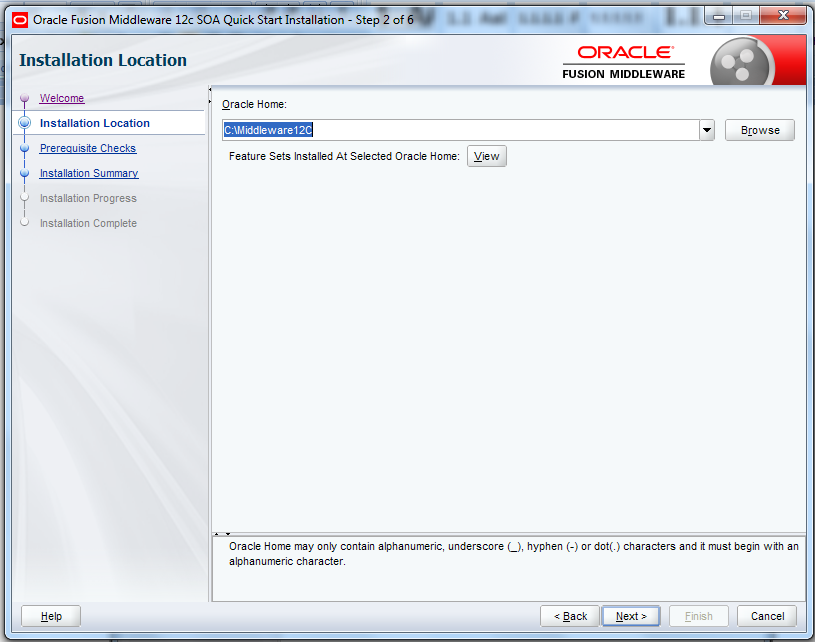 Oracle Fusion Middleware 12c SOA Quick Start Installation - Step 2 of 6
Installation Location
ORACLE
FUSION MIDDLEWARE
Welcome
Installation Location
Prerequisite Checks
Installation Summary
Installation Progress
Installation Complete
Oracle Home:
C:\Middleware12C
Browse
Feature Sets Installed At Selected Oracle Home:
View
Oracle Home may only contain alphanumeric, underscore (_), hyphen (-) or dot(.) characters and it must begin with an
alphanumeric character.
Help
< Back
Next >
Finish
Cancel